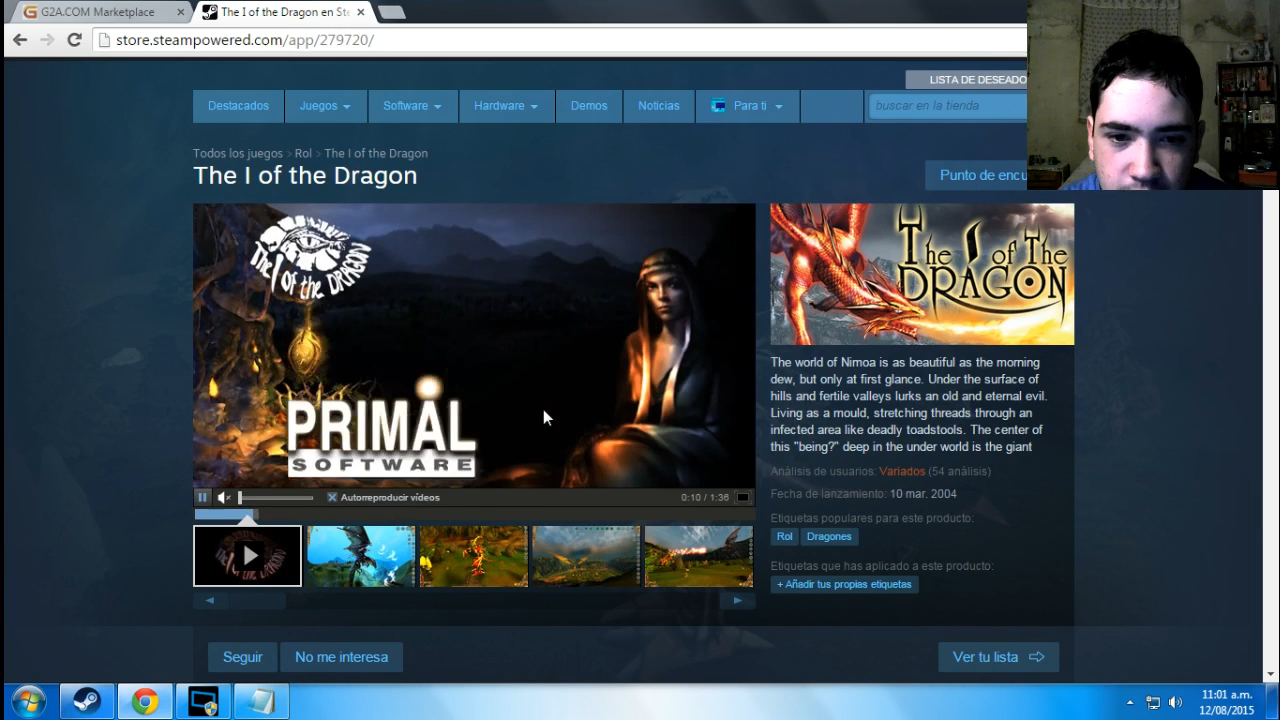 G2A.COM Marketplace
The I of the Dragon en Ste
store.steampowered.com/app/279720/
LISTA DE DESEADO
Destacados
Juegos
Software
Hardware
Demos
Noticias
Para ti
buscar en la tienda
Todos los juegos > Rol > The I of the Dragon
The I of the Dragon
Punto de encu
The I of the DRAGON
PRIMAL
SOFTWARE
Autorreproducir vídeos
0:10 / 1:36
The I of The
DRAGON
The world of Nimoa is as beautiful as the morning
dew, but only at first glance. Under the surface of
hills and fertile valleys lurks an old and eternal evil.
Living as a mould, stretching threads through an
infected area like deadly toadstools. The center of
this "being?" deep in the under world is the giant
Análisis de usuarios: Variados (54 análisis)
Fecha de lanzamiento: 10 mar. 2004
Etiquetas populares para este producto:
Rol
Dragones
Etiquetas que has aplicado a este producto:
+ Añadir tus propias etiquetas
Seguir
No me interesa
Ver tu lista
11:01 a.m.
12/08/2015